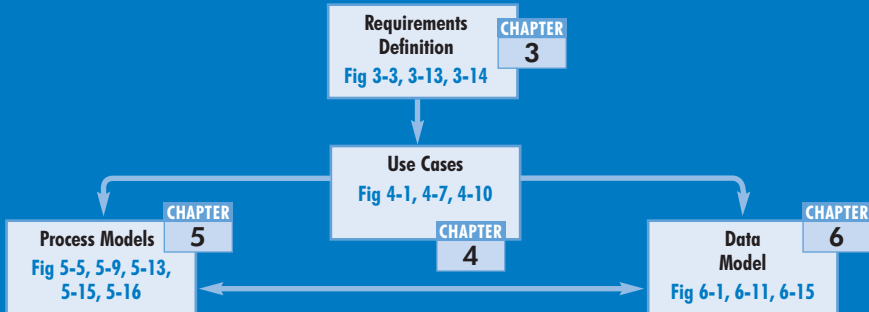 Requirements
Definition
Fig 3-3, 3-13, 3-14
CHAPTER
3
Use Cases
Fig 4-1, 4-7, 4-10
CHAPTER
4
Process Models
Fig 5-5, 5-9, 5-13,
5-15, 5-16
CHAPTER
5
Data
Model
Fig 6-1, 6-11, 6-15
CHAPTER
6